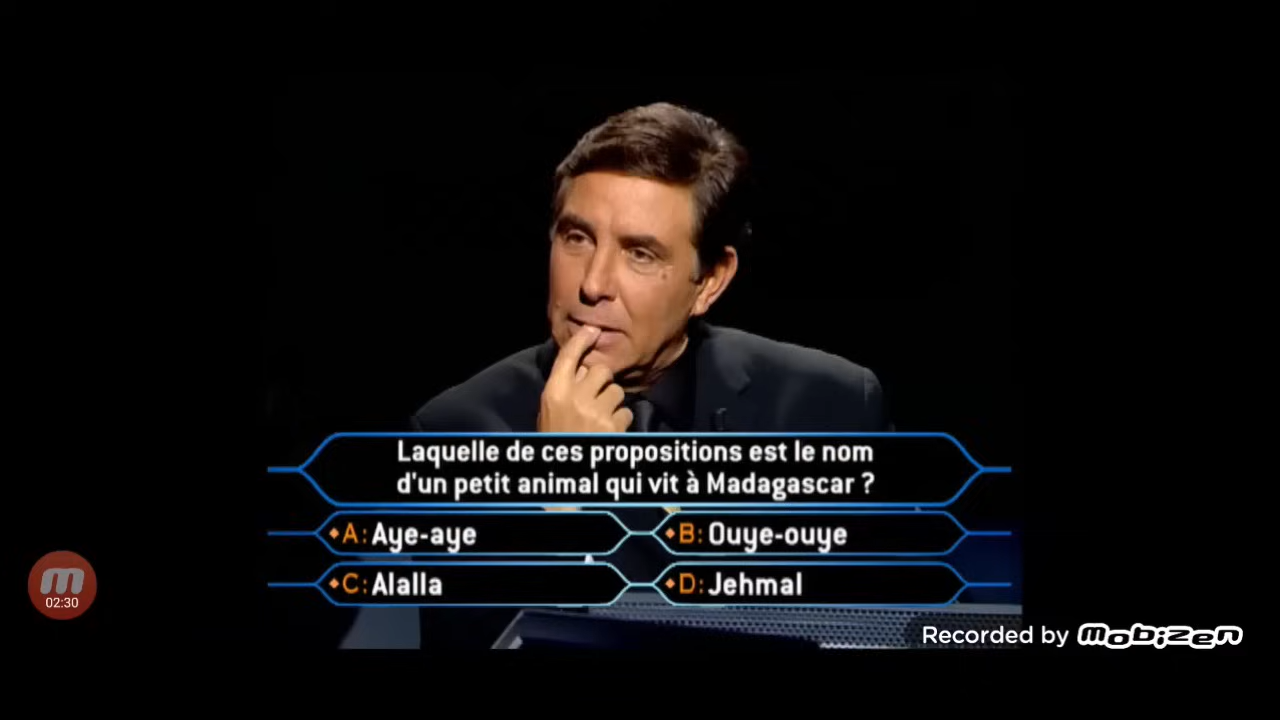 Laquelle de ces propositions est le nom
d'un petit animal qui vit à Madagascar ?
A: Aye-aye
B: Ouye-ouye
C: Alalla
D: Jehmal
02:30
Recorded by Mobizen